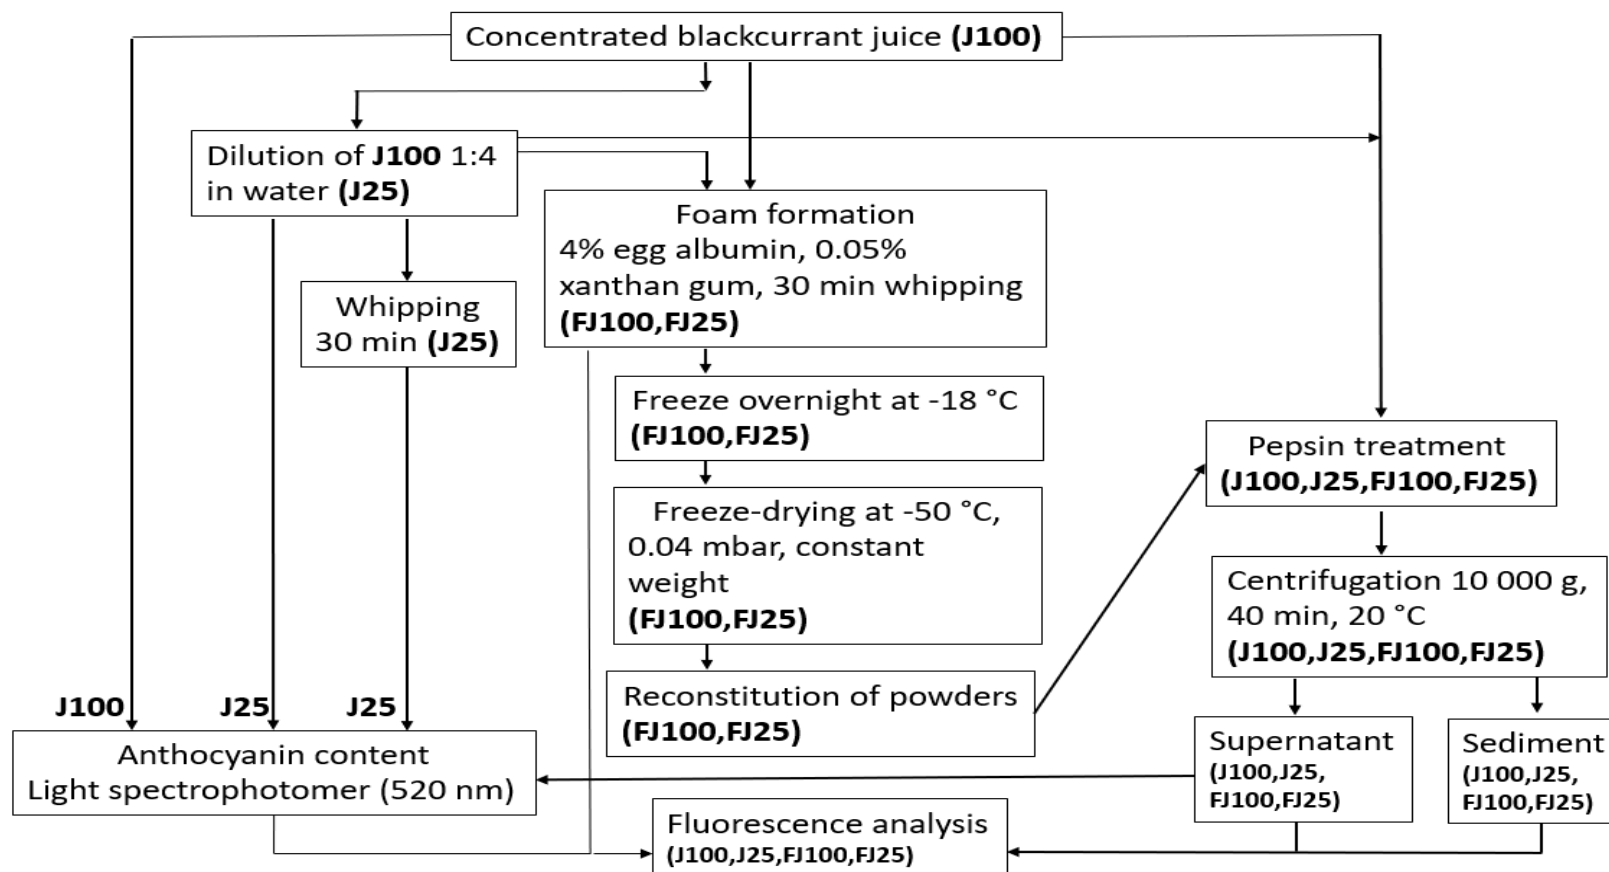 Concentrated blackcurrant juice (J100)
Dilution of J100 1:4
in water (J25)
Foam formation
4% egg albumin, 0.05%
xanthan gum, 30 min whipping
(FJ100,FJ25)
Whipping
30 min (J25)
Freeze overnight at -18 °C
(FJ100,FJ25)
Pepsin treatment
(J100,J25,FJ100,FJ25)
Freeze-drying at -50 °C,
0.04 mbar, constant
weight
(FJ100,FJ25)
Centrifugation 10 000 g,
40 min, 20 °C
(J100,J25,FJ100,FJ25)
Reconstitution of powders
(FJ100,FJ25)
J100
J25
J25
Anthocyanin content
Light spectrophotomer (520 nm)
Supernatant
(J100,J25,
FJ100,FJ25)
Sediment
(J100,J25,
FJ100,FJ25)
Fluorescence analysis
(J100,J25,FJ100,FJ25)